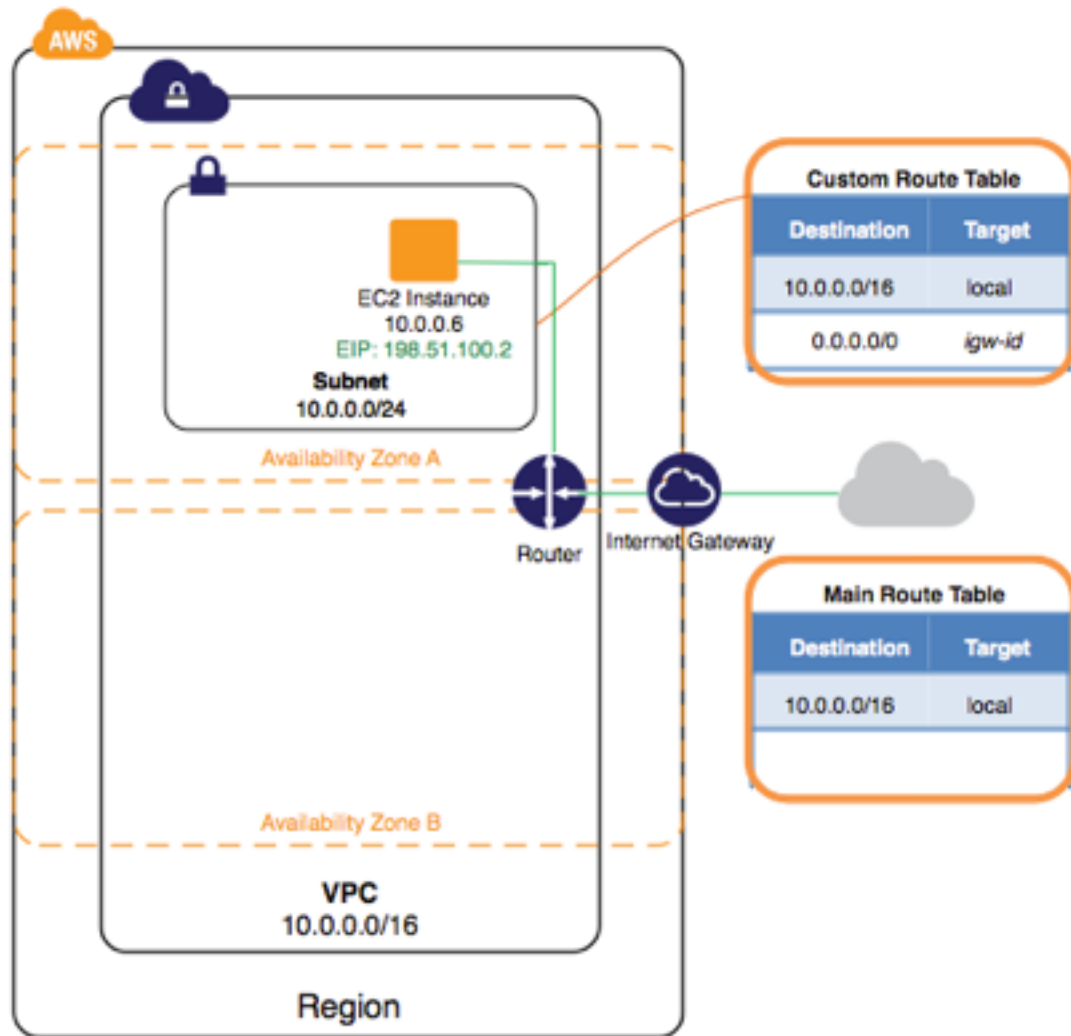 AWS
Custom Route Table
Destination Target
10.0.0.0/16 local
0.0.0.0/0 igw-id
EC2 Instance
10.0.0.6
EIP: 198.51.100.2
Subnet
10.0.0.0/24
Availability Zone A
Router
Internet Gateway
Main Route Table
Destination Target
10.0.0.0/16 local
Availability Zone B
VPC
10.0.0.0/16
Region